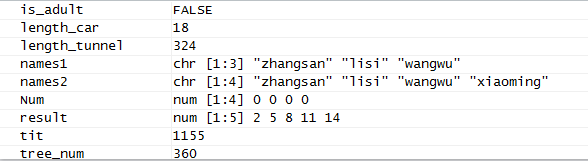 is_adult FALSE
length_car 18
length_tunnel 324
names1 chr [1:3] "zhangsan" "lisi" "wangwu"
names2 chr [1:4] "zhangsan" "lisi" "wangwu" "xiaoming"
Num num [1:4] 0 0 0 0
result num [1:5] 2 5 8 11 14
tit 1155
tree_num 360